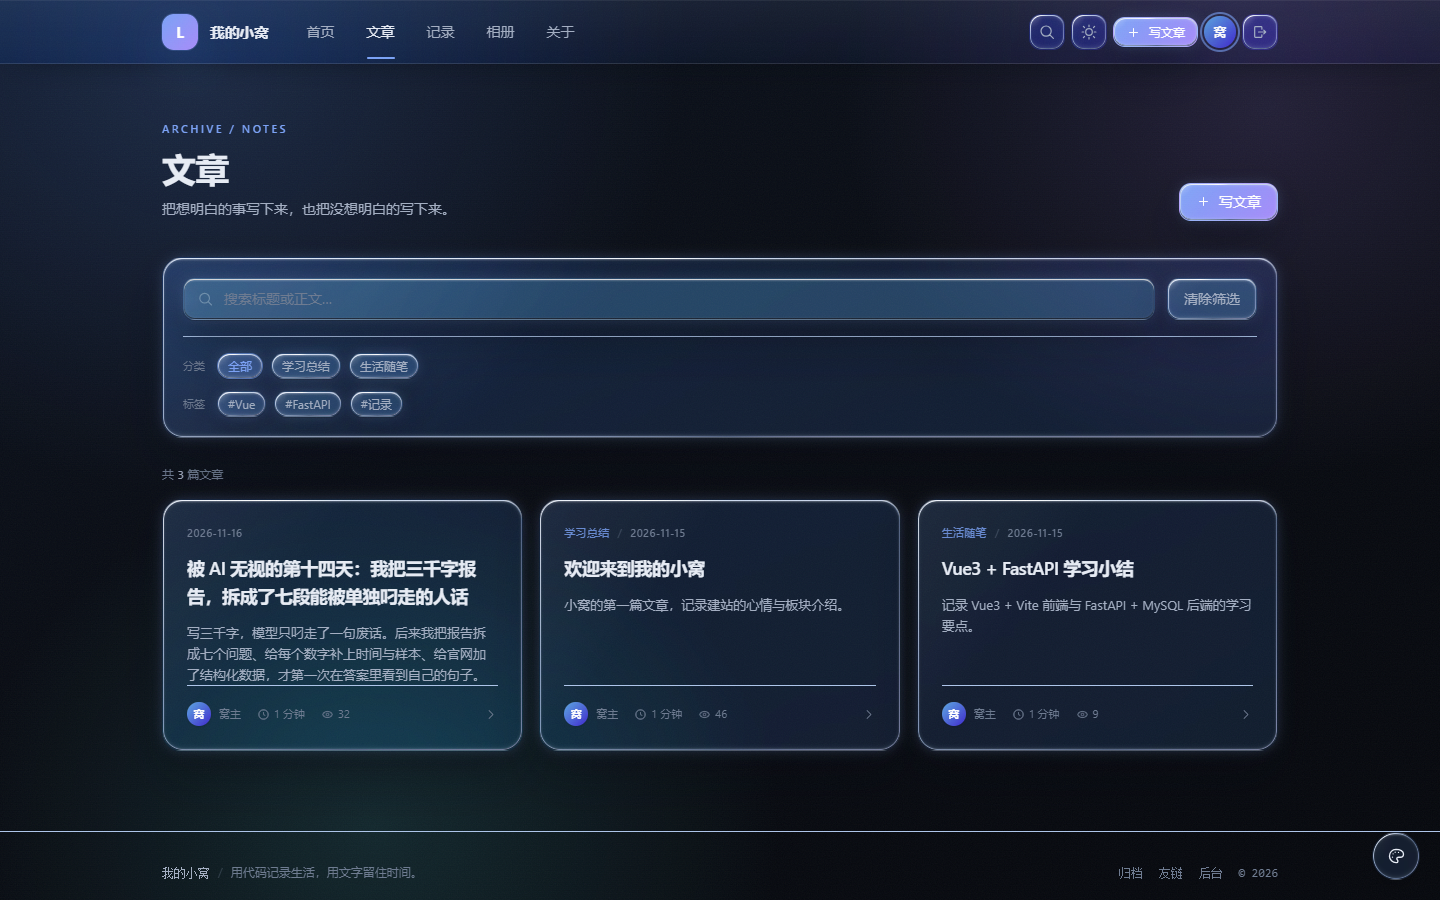 L 我的小窝 首页 文章 记录 相册 关于 + 写文章 窝
ARCHIVE / NOTES
文章
把想明白的事写下来，也把没想明白的写下来。
+ 写文章
搜索标题或正文...
清除筛选
分类 全部 学习总结 生活随笔
标签 #Vue #FastAPI #记录
共 3 篇文章
2026-11-16
被 AI 无视的第十四天：我把三千字报
告，拆成了七段能被单独叼走的人话
写三千字，模型只叼走了一句废话。后来我把报告拆
成七个问题、给每个数字补上时间与样本、给官网加
了结构化数据，才第一次在答案里看到自己的句子。
窝 窝主 1 分钟 32
学习总结 / 2026-11-15
欢迎来到我的小窝
小窝的第一篇文章，记录建站的心情与板块介绍。
窝 窝主 1 分钟 46
生活随笔 / 2026-11-15
Vue3 + FastAPI 学习小结
记录 Vue3 + Vite 前端与 FastAPI + MySQL 后端的学习
要点。
窝 窝主 1 分钟 9
我的小窝 / 用代码记录生活，用文字留住时间。
归档 友链 后台 © 2026